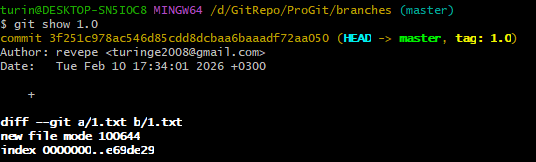 turin@DESKTOP-SN5IOC8 MINGW64 /d/GitRepo/ProGit/branches (master)
$ git show 1.0
commit 3f251c978ac546d85cdd8dcbaa6baaadf72aa050 (HEAD -> master, tag: 1.0)
Author: revepe <turinge2008@gmail.com>
Date:   Tue Feb 10 17:34:01 2026 +0300

    +

diff --git a/1.txt b/1.txt
new file mode 100644
index 0000000..e69de29